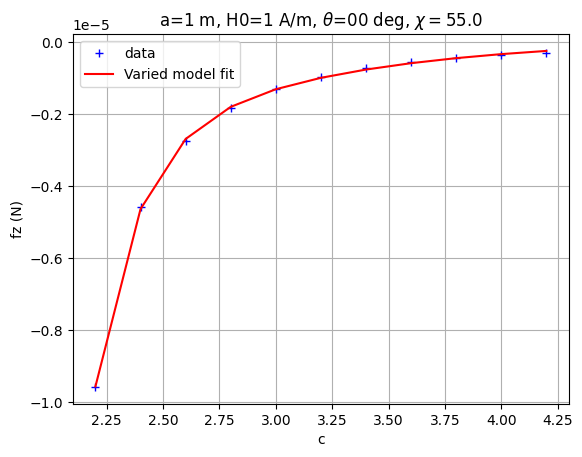 a=1 m, H0=1 A/m, θ=00 deg, χ = 55.0
1e−5
data
Varied model fit
0.0
−0.2
−0.4
−0.6
−0.8
−1.0
fz (N)
2.25 2.50 2.75 3.00 3.25 3.50 3.75 4.00 4.25
c